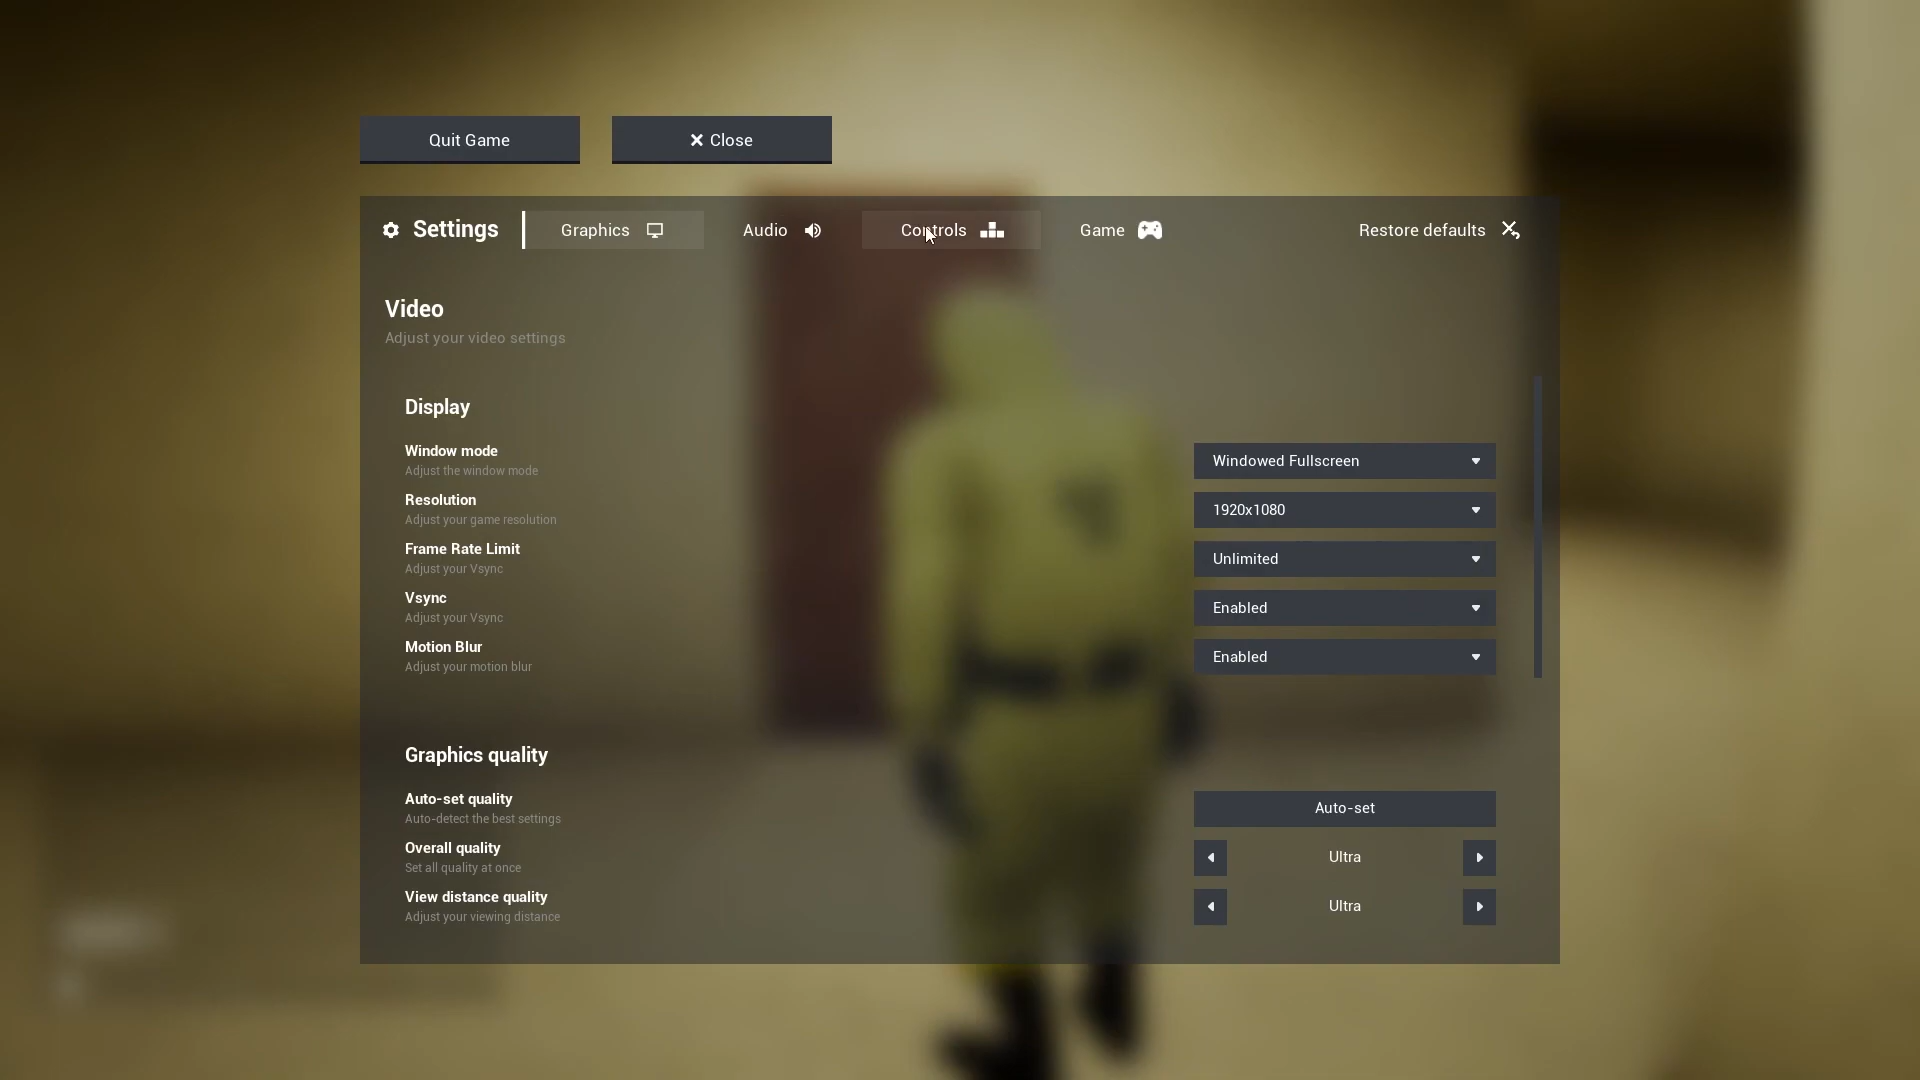 Quit Game
Close
Settings
Graphics
Audio
Controls
Game
Restore defaults
Video
Adjust your video settings
Display
Window mode
Adjust the window mode
Windowed Fullscreen
Resolution
Adjust your game resolution
1920x1080
Frame Rate Limit
Adjust your Vsync
Unlimited
Vsync
Adjust your Vsync
Enabled
Motion Blur
Adjust your motion blur
Enabled
Graphics quality
Auto-set quality
Auto-detect the best settings
Auto-set
Overall quality
Set all quality at once
Ultra
View distance quality
Adjust your viewing distance
Ultra